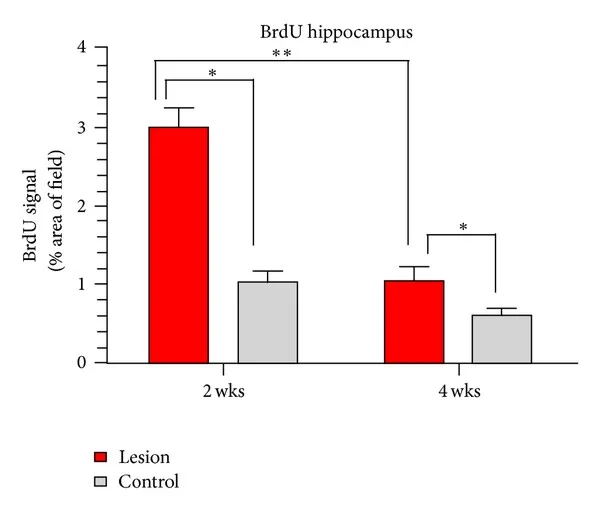 BrdU hippocampus
BrdU signal
(% area of field)
4
3
2
1
0
**
*
*
2 wks
4 wks
Lesion
Control